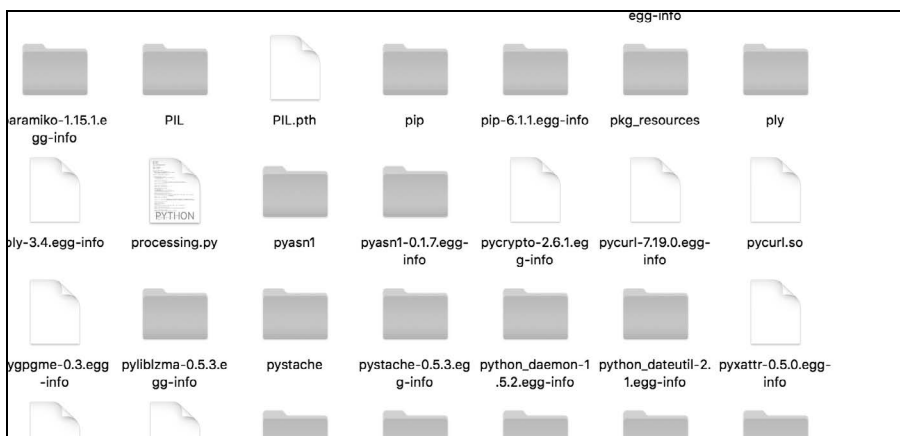 egg-info
aramiko-1.15.1.e PIL PIL.pth pip pip-6.1.1.egg-info pkg_resources ply
gg-info
PYTHON
ly-3.4.egg-info processing.py pyasn1 pyasn1-0.1.7.egg- pycrypto-2.6.1.eg pycurl-7.19.0.egg- pycurl.so
info g-info info
ygpgme-0.3.egg pyliblzma-0.5.3.e pystache pystache-0.5.3.eg python_daemon-1 python_dateutil-2. pyxattr-0.5.0.egg-
-info gg-info g-info .5.2.egg-info 1.egg-info info